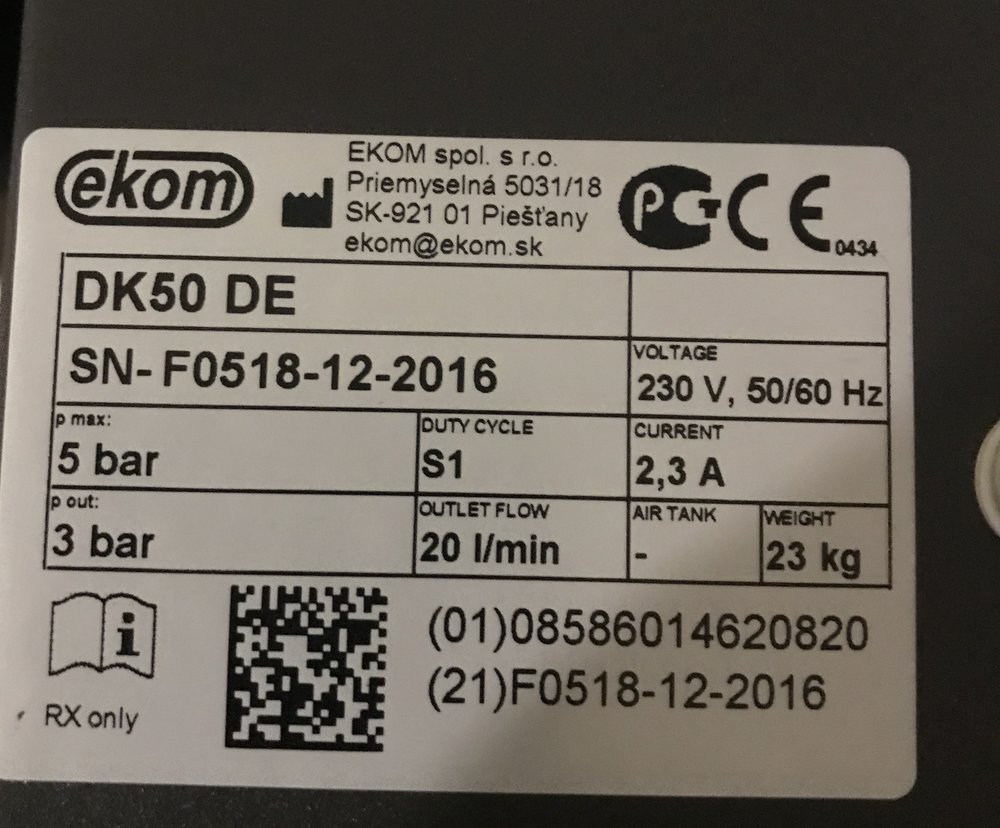 ekom
EKOM spol. s r.o.
Priemyselná 5031/18
SK-921 01 Piešťany
ekom@ekom.sk
PCT CE 0434
DK50 DE
SN- F0518-12-2016
VOLTAGE
230 V, 50/60 Hz
p max:
5 bar
DUTY CYCLE
S1
CURRENT
2,3 A
p out:
3 bar
OUTLET FLOW
20 l/min
AIR TANK
-
WEIGHT
23 kg
i
RX only
(01)08586014620820
(21)F0518-12-2016